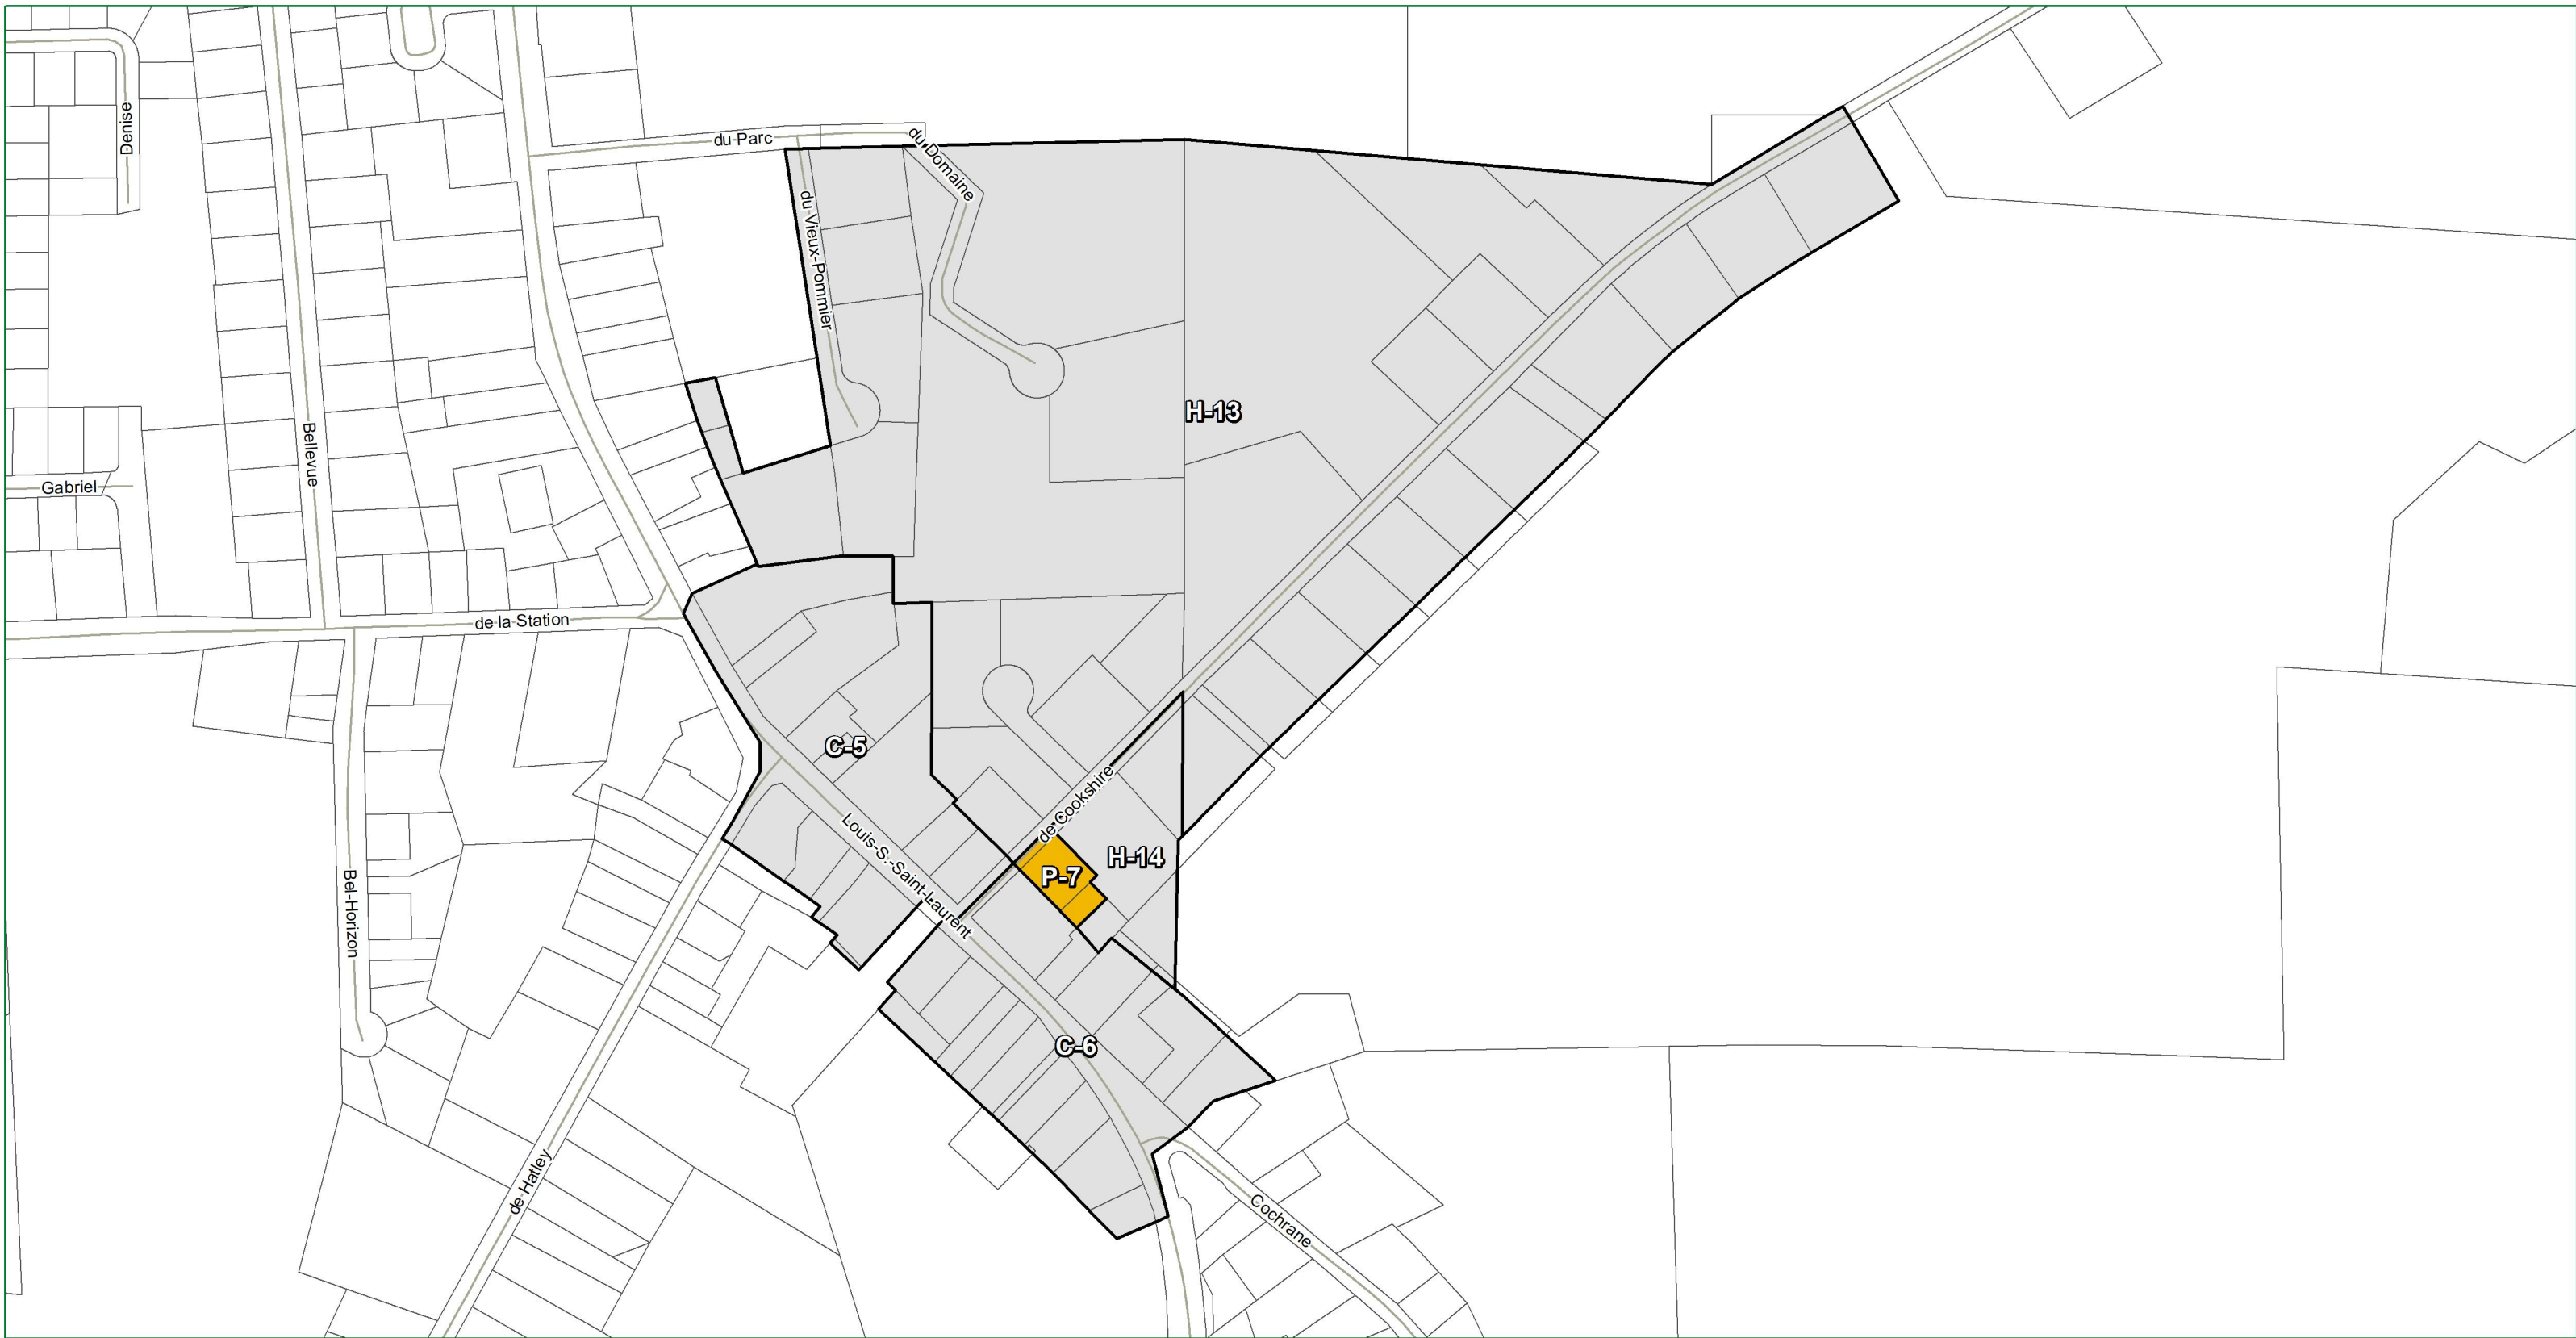 Denise
du Parc
du Domaine
du Vieux-Pommier
H-13
Bellevue
Gabriel
de la Station
C-5
de Cookshire
Louis-S.-Saint-Laurent
H-14
P-7
Bel-Horizon
C-6
de Hatley
Cochrane